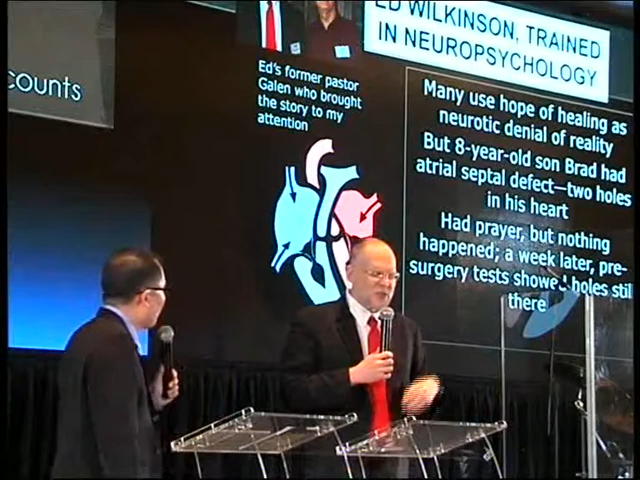 ED WILKINSON, TRAINED
IN NEUROPSYCHOLOGY
counts
Ed's former pastor
Galen who brought
the story to my
attention
Many use hope of healing as
neurotic denial of reality
But 8-year-old son Brad had
atrial septal defect—two holes
in his heart
Had prayer, but nothing
happened; a week later, pre-
surgery tests showed holes still
there